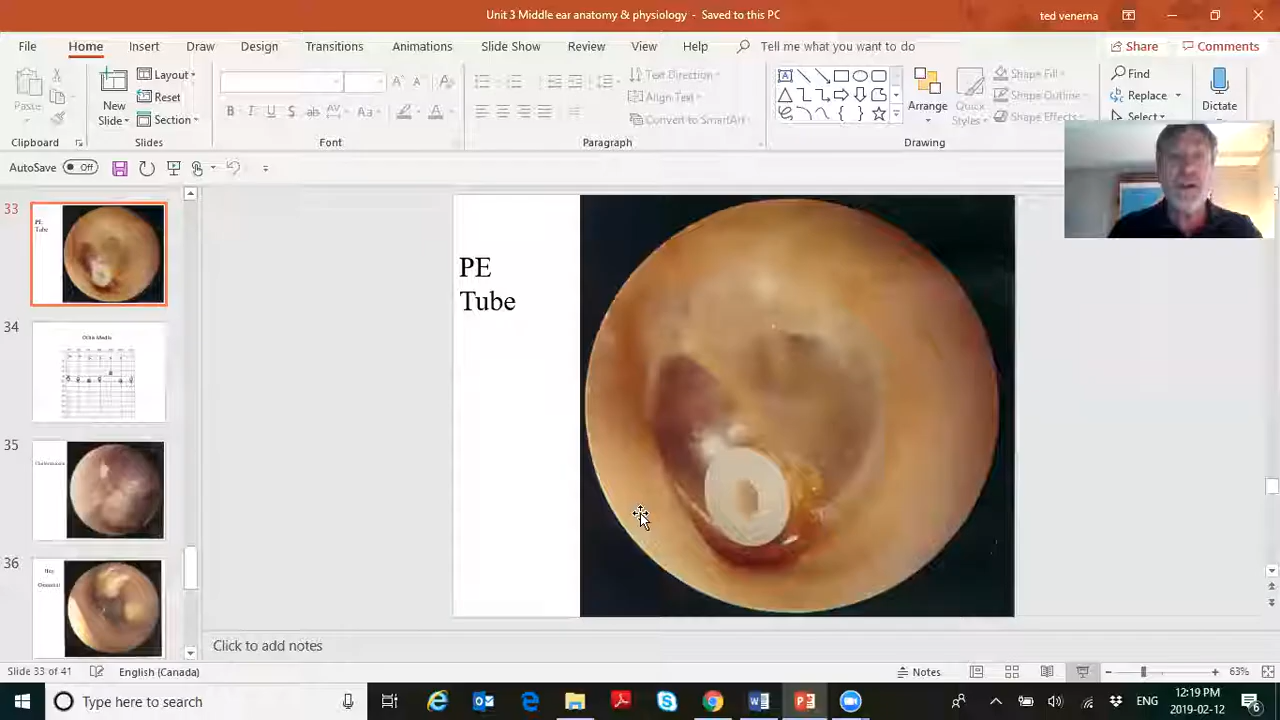 Unit 3 Middle ear anatomy & physiology - Saved to this PC
ted venema
File Home Insert Draw Design Transitions Animations Slide Show Review View Help Tell me what you want to do Share Comments
Paste
New
Slide
Layout
Reset
Section
Text Direction
Align Text
Convert to SmartArt
Arrange
Quick
Styles
Shape Fill
Shape Outline
Shape Effects
Find
Replace
Select
Dictate
Clipboard Slides Font Paragraph Drawing
AutoSave Off
33
PE
Tube
34
Otitis Media
35
36
PE
Tube
Click to add notes
Slide 33 of 41 English (Canada) Notes 63%
Type here to search
ENG
12:19 PM
2019-02-12
6